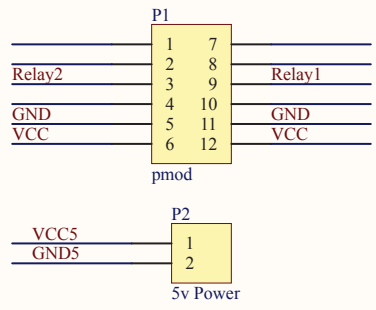 P1
1 7
2 8
Relay2 3 9 Relay1
4 10
GND 5 11 GND
VCC 6 12 VCC
pmod
P2
VCC5 1
GND5 2
5v Power